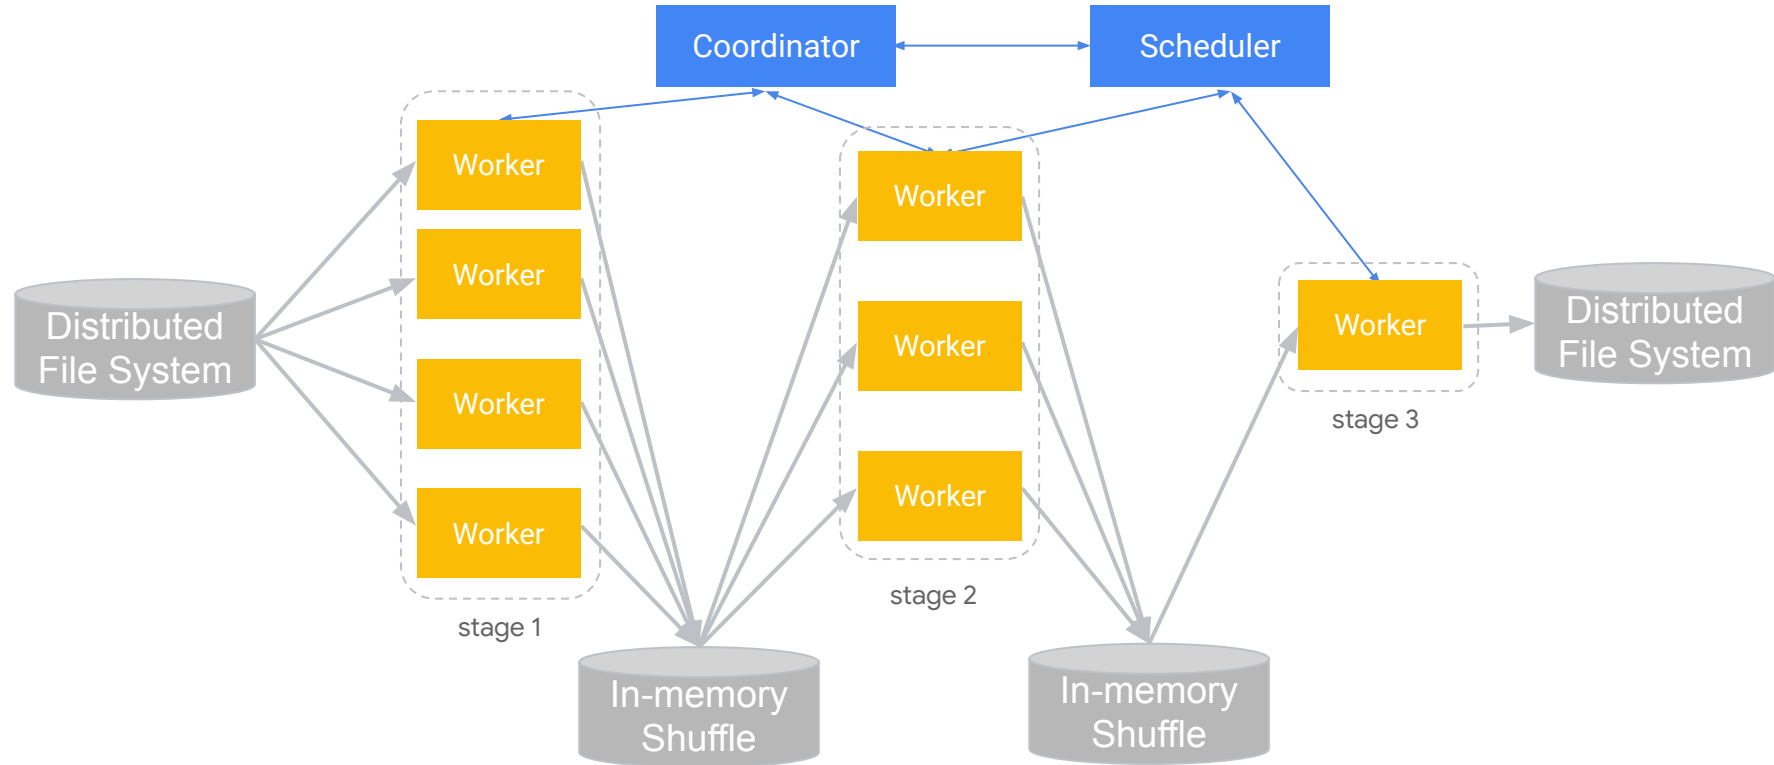 Coordinator
Scheduler
Worker
Worker
Worker
Worker
stage 1
Worker
Worker
Worker
stage 2
Worker
stage 3
Distributed
File System
Distributed
File System
In-memory
Shuffle
In-memory
Shuffle